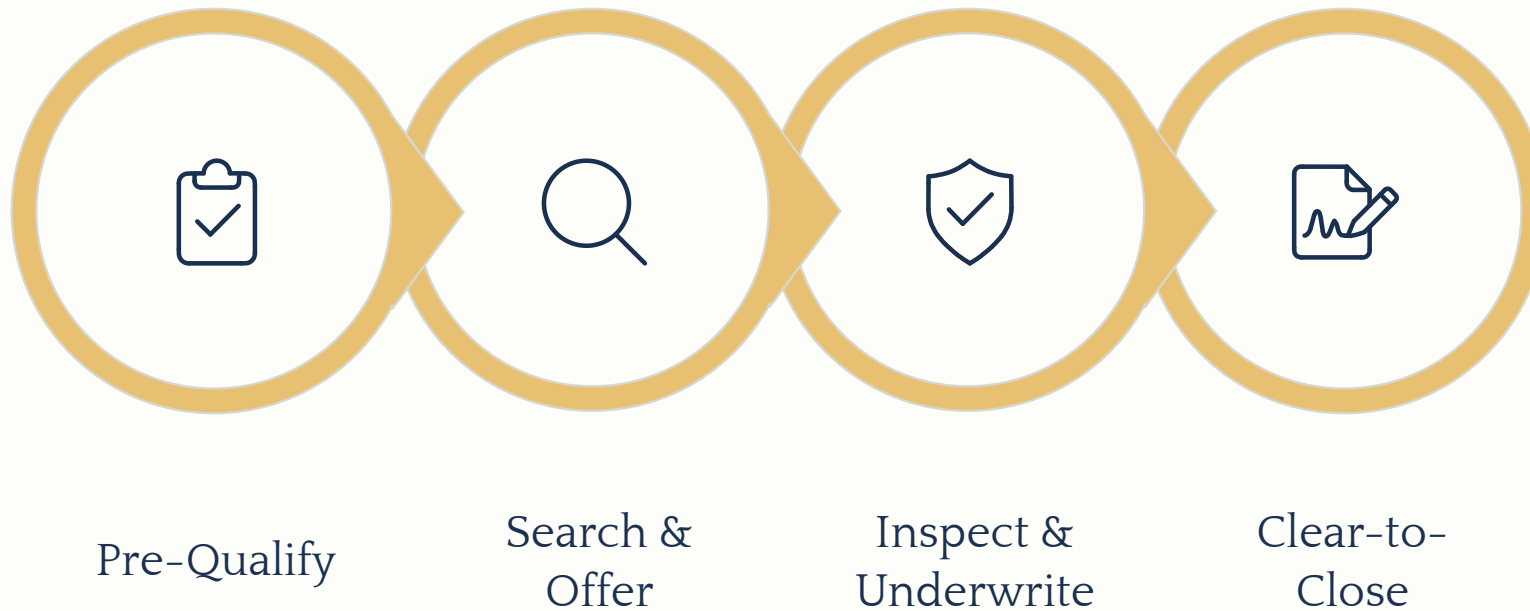 Pre-Qualify
Search &
Offer
Inspect &
Underwrite
Clear-to-
Close